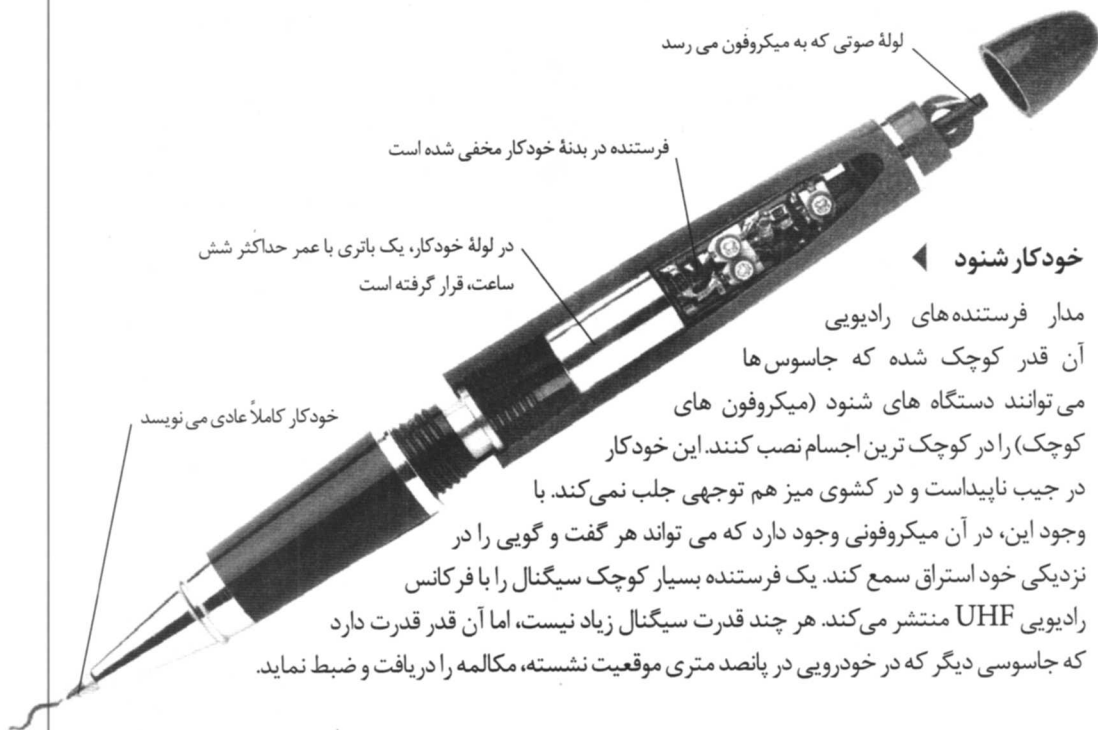 لولهٔ صوتی که به میکروفون می رسد
فرستنده در بدنهٔ خودکار مخفی شده است
در لولهٔ خودکار، یک باتری با عمر حداکثر شش
ساعت، قرار گرفته است
خودکار کاملاً عادی می نویسد
خودکار شنود
مدار فرستنده‌های رادیویی
آن قدر کوچک شده که جاسوس‌ها
می‌توانند دستگاه های شنود (میکروفون های
کوچک) را در کوچک ترین اجسام نصب کنند. این خودکار
در جیب ناپیداست و در کشوی میز هم توجهی جلب نمی‌کند. با
وجود این، در آن میکروفونی وجود دارد که می تواند هر گفت و گویی را در
نزدیکی خود استراق سمع کند. یک فرستنده بسیار کوچک سیگنال را با فرکانس
رادیویی UHF منتشر می‌کند. هر چند قدرت سیگنال زیاد نیست، اما آن قدر قدرت دارد
که جاسوسی دیگر که در خودرویی در پانصد متری موقعیت نشسته، مکالمه را دریافت و ضبط نماید.